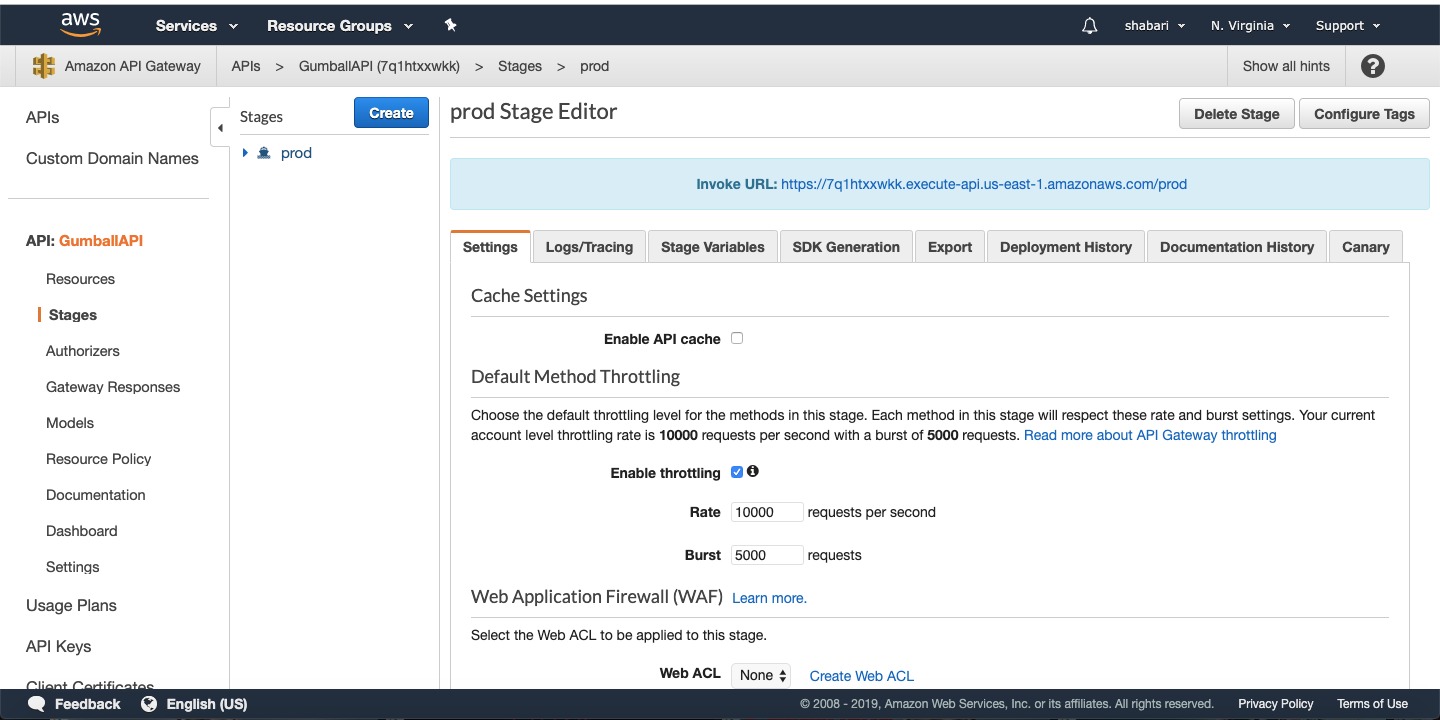 aws Services Resource Groups shabari N. Virginia Support
Amazon API Gateway APIs > GumballAPI (7q1htxxwkk) > Stages > prod Show all hints ?
APIs
Custom Domain Names
API: GumballAPI
Resources
Stages
Authorizers
Gateway Responses
Models
Resource Policy
Documentation
Dashboard
Settings
Usage Plans
API Keys
Client Certificates
Stages Create
prod
prod Stage Editor Delete Stage Configure Tags
Invoke URL: https://7q1htxxwkk.execute-api.us-east-1.amazonaws.com/prod
Settings Logs/Tracing Stage Variables SDK Generation Export Deployment History Documentation History Canary
Cache Settings
Enable API cache
Default Method Throttling
Choose the default throttling level for the methods in this stage. Each method in this stage will respect these rate and burst settings. Your current
account level throttling rate is 10000 requests per second with a burst of 5000 requests. Read more about API Gateway throttling
Enable throttling
Rate 10000 requests per second
Burst 5000 requests
Web Application Firewall (WAF) Learn more.
Select the Web ACL to be applied to this stage.
Web ACL None Create Web ACL
Feedback English (US) © 2008 - 2019, Amazon Web Services, Inc. or its affiliates. All rights reserved. Privacy Policy Terms of Use